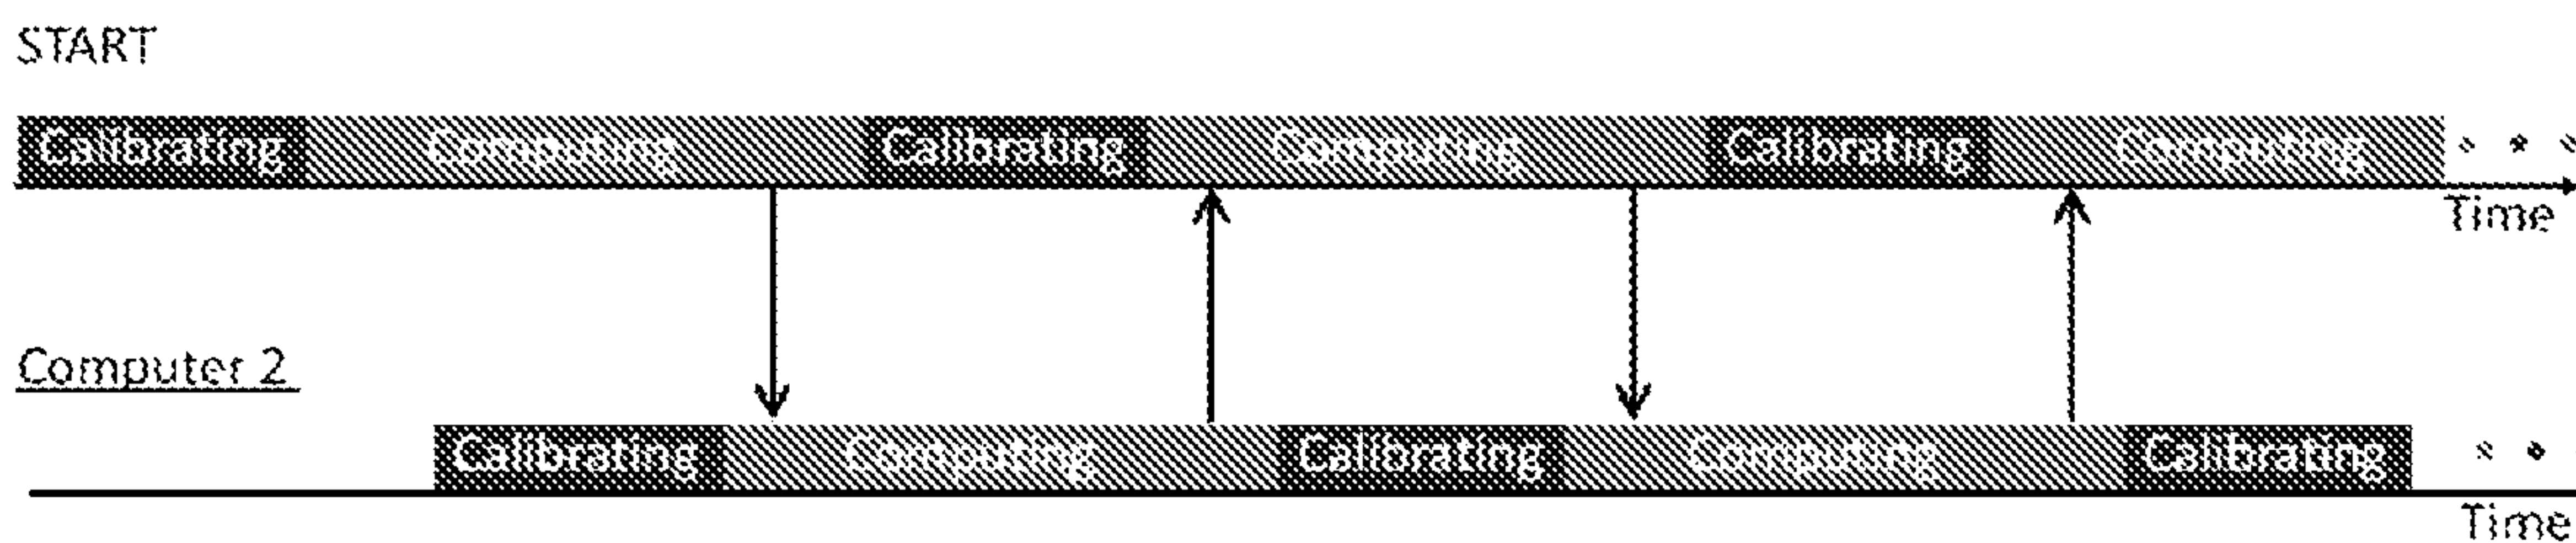 START
Calibrating Computing Calibrating Computing Calibrating Computing
Time
Computer 2
Calibrating Computing Calibrating Computing Calibrating
Time